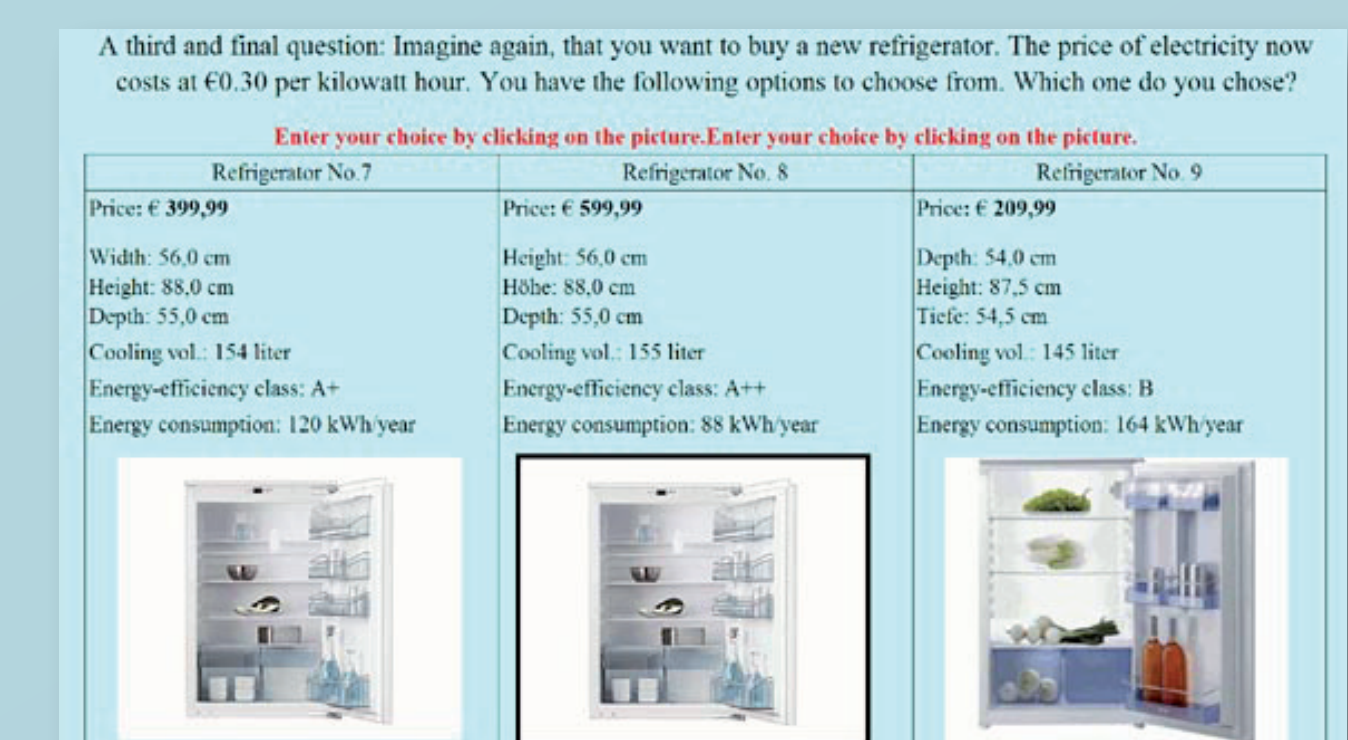 A third and final question: Imagine again, that you want to buy a new refrigerator. The price of electricity now
costs at €0.30 per kilowatt hour. You have the following options to choose from. Which one do you chose?
Enter your choice by clicking on the picture.Enter your choice by clicking on the picture.
Refrigerator No.7
Price: € 399,99
Width: 56,0 cm
Height: 88,0 cm
Depth: 55,0 cm
Cooling vol.: 154 liter
Energy-efficiency class: A+
Energy consumption: 120 kWh/year
Refrigerator No. 8
Price: € 599,99
Height: 56,0 cm
Höhe: 88,0 cm
Depth: 55,0 cm
Cooling vol.: 155 liter
Energy-efficiency class: A++
Energy consumption: 88 kWh/year
Refrigerator No. 9
Price: € 209,99
Depth: 54,0 cm
Height: 87,5 cm
Tiefe: 54,5 cm
Cooling vol.: 145 liter
Energy-efficiency class: B
Energy consumption: 164 kWh/year